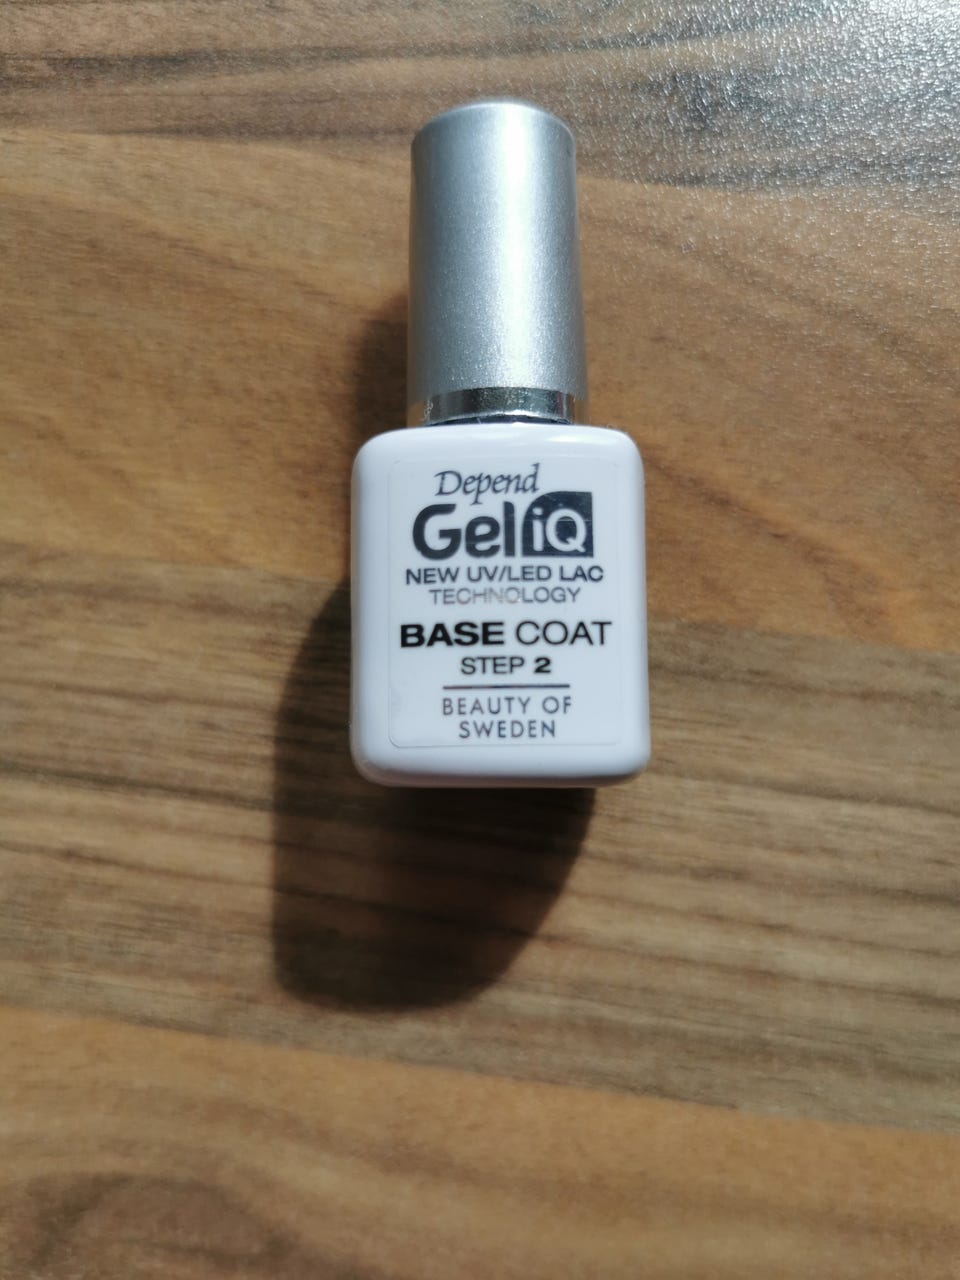 Depend
Gel iQ
NEW UV/LED LAC
TECHNOLOGY
BASE COAT
STEP 2
BEAUTY OF
SWEDEN